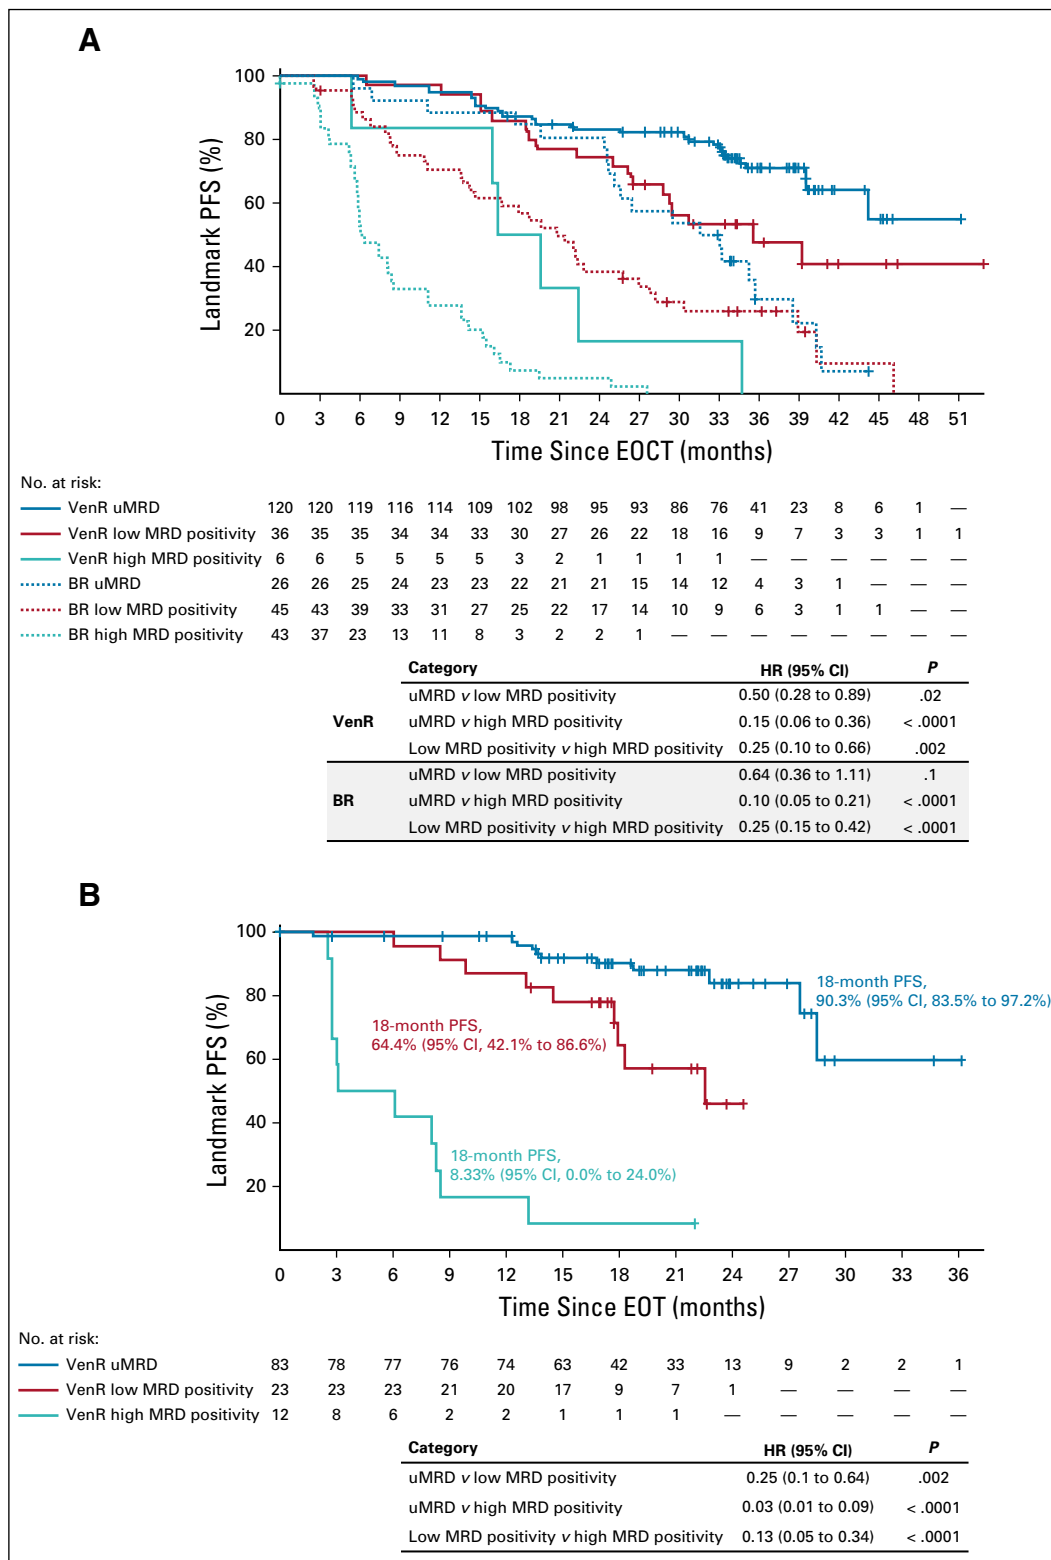 A
100
80
60
40
20
Landmark PFS (%)
0 3 6 9 12 15 18 21 24 27 30 33 36 39 42 45 48 51
Time Since EOCT (months)
No. at risk:
VenR uMRD 120 120 119 116 114 109 102 98 95 93 86 76 41 23 8 6 1 —
VenR low MRD positivity 36 35 35 34 34 33 30 27 26 22 18 16 9 7 3 3 1 1
VenR high MRD positivity 6 6 5 5 5 5 3 2 1 1 1 1 — — — — — —
BR uMRD 26 26 25 24 23 23 22 21 21 15 14 12 4 3 1 — — —
BR low MRD positivity 45 43 39 33 31 27 25 22 17 14 10 9 6 3 1 1 — —
BR high MRD positivity 43 37 23 13 11 8 3 2 2 1 — — — — — — — —
Category HR (95% CI) P
VenR
uMRD v low MRD positivity 0.50 (0.28 to 0.89) .02
uMRD v high MRD positivity 0.15 (0.06 to 0.36) < .0001
Low MRD positivity v high MRD positivity 0.25 (0.10 to 0.66) .002
BR
uMRD v low MRD positivity 0.64 (0.36 to 1.11) .1
uMRD v high MRD positivity 0.10 (0.05 to 0.21) < .0001
Low MRD positivity v high MRD positivity 0.25 (0.15 to 0.42) < .0001
B
100
80
60
40
20
Landmark PFS (%)
18-month PFS,
90.3% (95% CI, 83.5% to 97.2%)
18-month PFS,
64.4% (95% CI, 42.1% to 86.6%)
18-month PFS,
8.33% (95% CI, 0.0% to 24.0%)
0 3 6 9 12 15 18 21 24 27 30 33 36
Time Since EOT (months)
No. at risk:
VenR uMRD 83 78 77 76 74 63 42 33 13 9 2 2 1
VenR low MRD positivity 23 23 23 21 20 17 9 7 1 — — — —
VenR high MRD positivity 12 8 6 2 2 1 1 1 — — — — —
Category HR (95% CI) P
uMRD v low MRD positivity 0.25 (0.1 to 0.64) .002
uMRD v high MRD positivity 0.03 (0.01 to 0.09) < .0001
Low MRD positivity v high MRD positivity 0.13 (0.05 to 0.34) < .0001